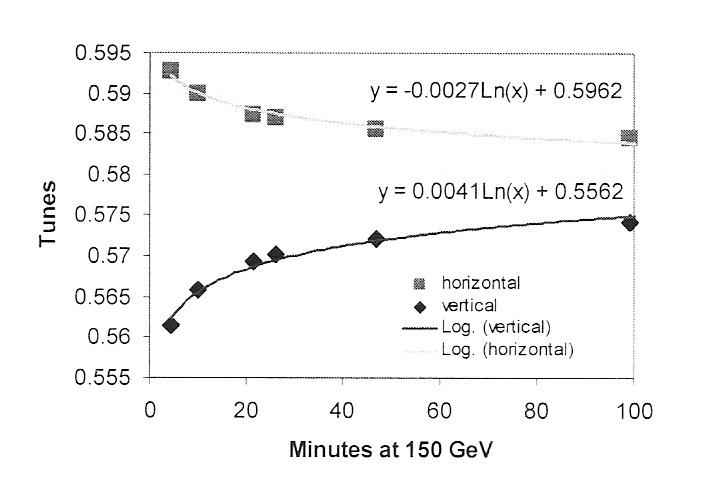 0.595
0.59
y = -0.0027Ln(x) + 0.5962
0.585
0.58
y = 0.0041Ln(x) + 0.5562
0.575
Tunes
0.57
horizontal
0.565
vertical
Log. (vertical)
0.56
Log. (horizontal)
0.555
0 20 40 60 80 100
Minutes at 150 GeV